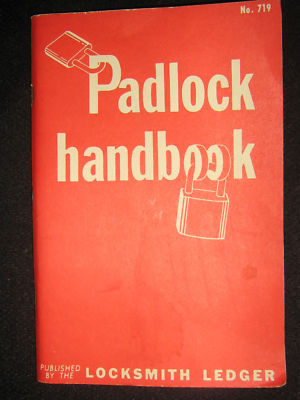 No. 719
Padlock
handbook
PUBLISHED
BY THE LOCKSMITH LEDGER